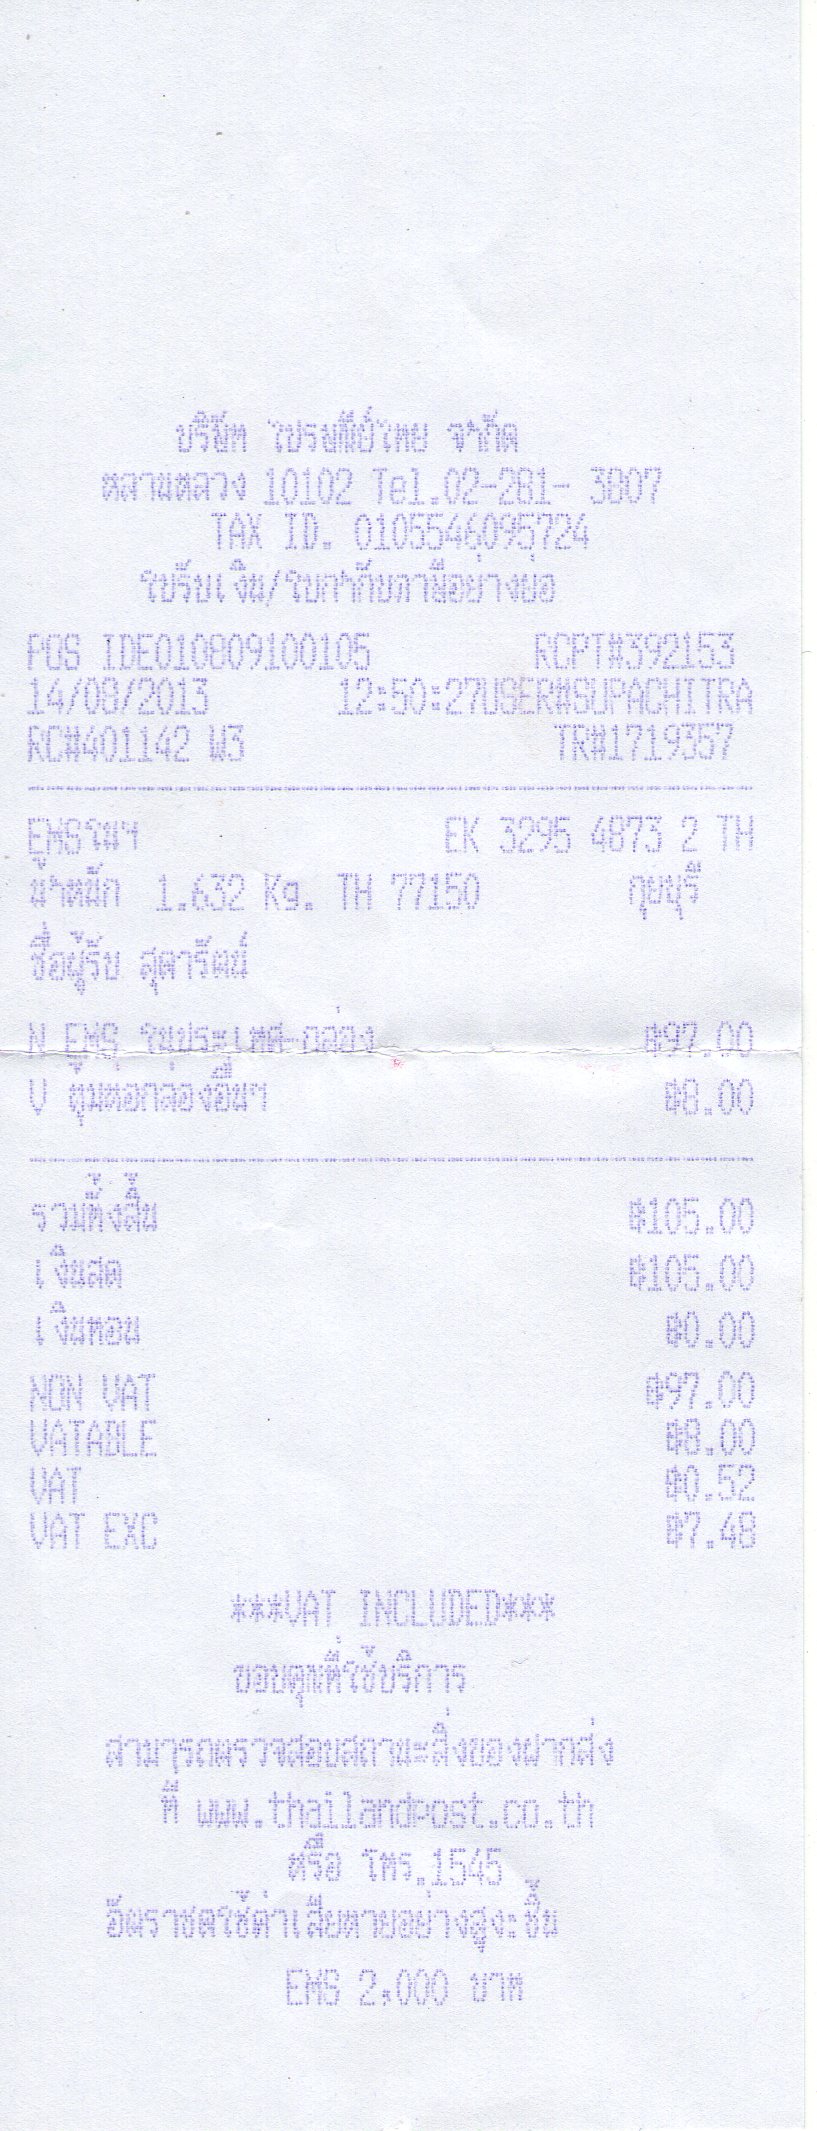 บริษัท ไปรษณีย์ไทย จำกัด
หลานหลวง 10102 Tel.02-281- 3807
TAX ID. 0105546095724
ใบรับเงิน/ใบกำกับภาษีอย่างย่อ
POS IDE010809100105 RCPT#392153
14/08/2013 12:50:27USER#SUPACHITRA
RC#401142 W3 TR#1719357
EMSในฯ EK 3295 4873 2 TH
น้ำหนัก 1.432 Kg. TH 77150 กุยบุรี
ชื่อผู้รับ สุดารัตน์
N EMS ในประเทศ-กล่อง ฿97.00
V ฿8.00
รวมทั้งสิ้น ฿105.00
เงินสด ฿105.00
เงินทอน ฿0.00
NON VAT ฿97.00
VATABLE ฿8.00
VAT ฿0.52
VAT EXC ฿7.48
***VAT INCLUDED***
ขอบคุณที่ใช้บริการ
สามารถตรวจสอบสถานะสิ่งของฝากส่ง
ที่ www.thailandpost.co.th
หรือ โทร.1545
อัตราชดใช้ค่าเสียหายอย่างสูง:ชิ้น
EMS 2,000 บาท